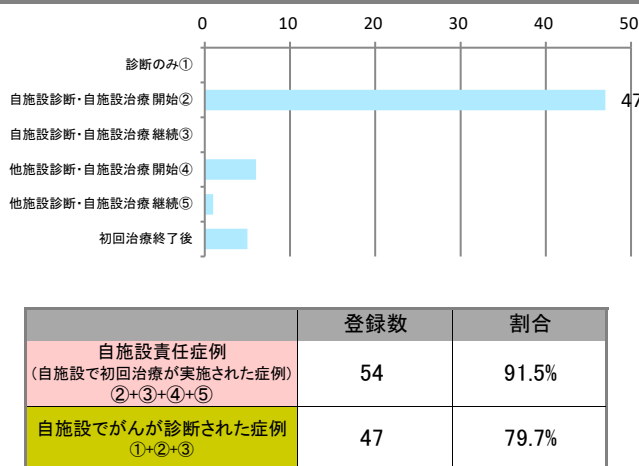 0 10 20 30 40 50
診断のみ①
自施設診断・自施設治療 開始② 47
自施設診断・自施設治療 継続③
他施設診断・自施設治療 開始④
他施設診断・自施設治療 継続⑤
初回治療終了後
登録数 割合
自施設責任症例
(自施設で初回治療が実施された症例) 54 91.5%
②+③+④+⑤
自施設でがんが診断された症例 47 79.7%
①+②+③